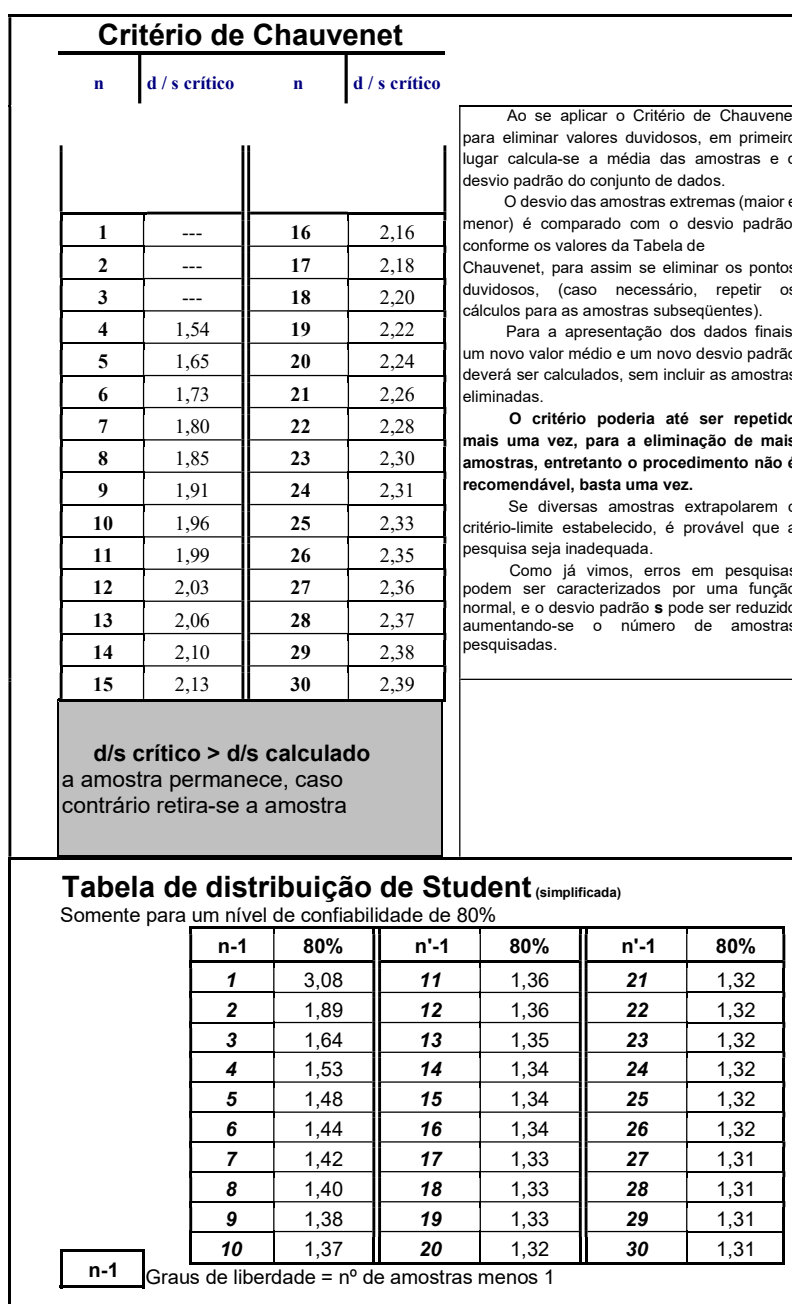 Critério de Chauvenet
n d / s crítico n d / s crítico
1 --- 16 2,16
2 --- 17 2,18
3 --- 18 2,20
4 1,54 19 2,22
5 1,65 20 2,24
6 1,73 21 2,26
7 1,80 22 2,28
8 1,85 23 2,30
9 1,91 24 2,31
10 1,96 25 2,33
11 1,99 26 2,35
12 2,03 27 2,36
13 2,06 28 2,37
14 2,10 29 2,38
15 2,13 30 2,39
d/s crítico > d/s calculado
a amostra permanece, caso
contrário retira-se a amostra
Ao se aplicar o Critério de Chauvene
para eliminar valores duvidosos, em primeiro
lugar calcula-se a média das amostras e o
desvio padrão do conjunto de dados.
O desvio das amostras extremas (maior e
menor) é comparado com o desvio padrão
conforme os valores da Tabela de
Chauvenet, para assim se eliminar os pontos
duvidosos, (caso necessário, repetir os
cálculos para as amostras subseqüentes).
Para a apresentação dos dados finais
um novo valor médio e um novo desvio padrão
deverá ser calculados, sem incluir as amostras
eliminadas.
O critério poderia até ser repetido
mais uma vez, para a eliminação de mais
amostras, entretanto o procedimento não é
recomendável, basta uma vez.
Se diversas amostras extrapolarem o
critério-limite estabelecido, é provável que a
pesquisa seja inadequada.
Como já vimos, erros em pesquisas
podem ser caracterizados por uma função
normal, e o desvio padrão s pode ser reduzido
aumentando-se o número de amostras
pesquisadas.
Tabela de distribuição de Student (simplificada)
Somente para um nível de confiabilidade de 80%
n-1 80% n'-1 80% n'-1 80%
1 3,08 11 1,36 21 1,32
2 1,89 12 1,36 22 1,32
3 1,64 13 1,35 23 1,32
4 1,53 14 1,34 24 1,32
5 1,48 15 1,34 25 1,32
6 1,44 16 1,34 26 1,32
7 1,42 17 1,33 27 1,31
8 1,40 18 1,33 28 1,31
9 1,38 19 1,33 29 1,31
10 1,37 20 1,32 30 1,31
n-1 Graus de liberdade = nº de amostras menos 1